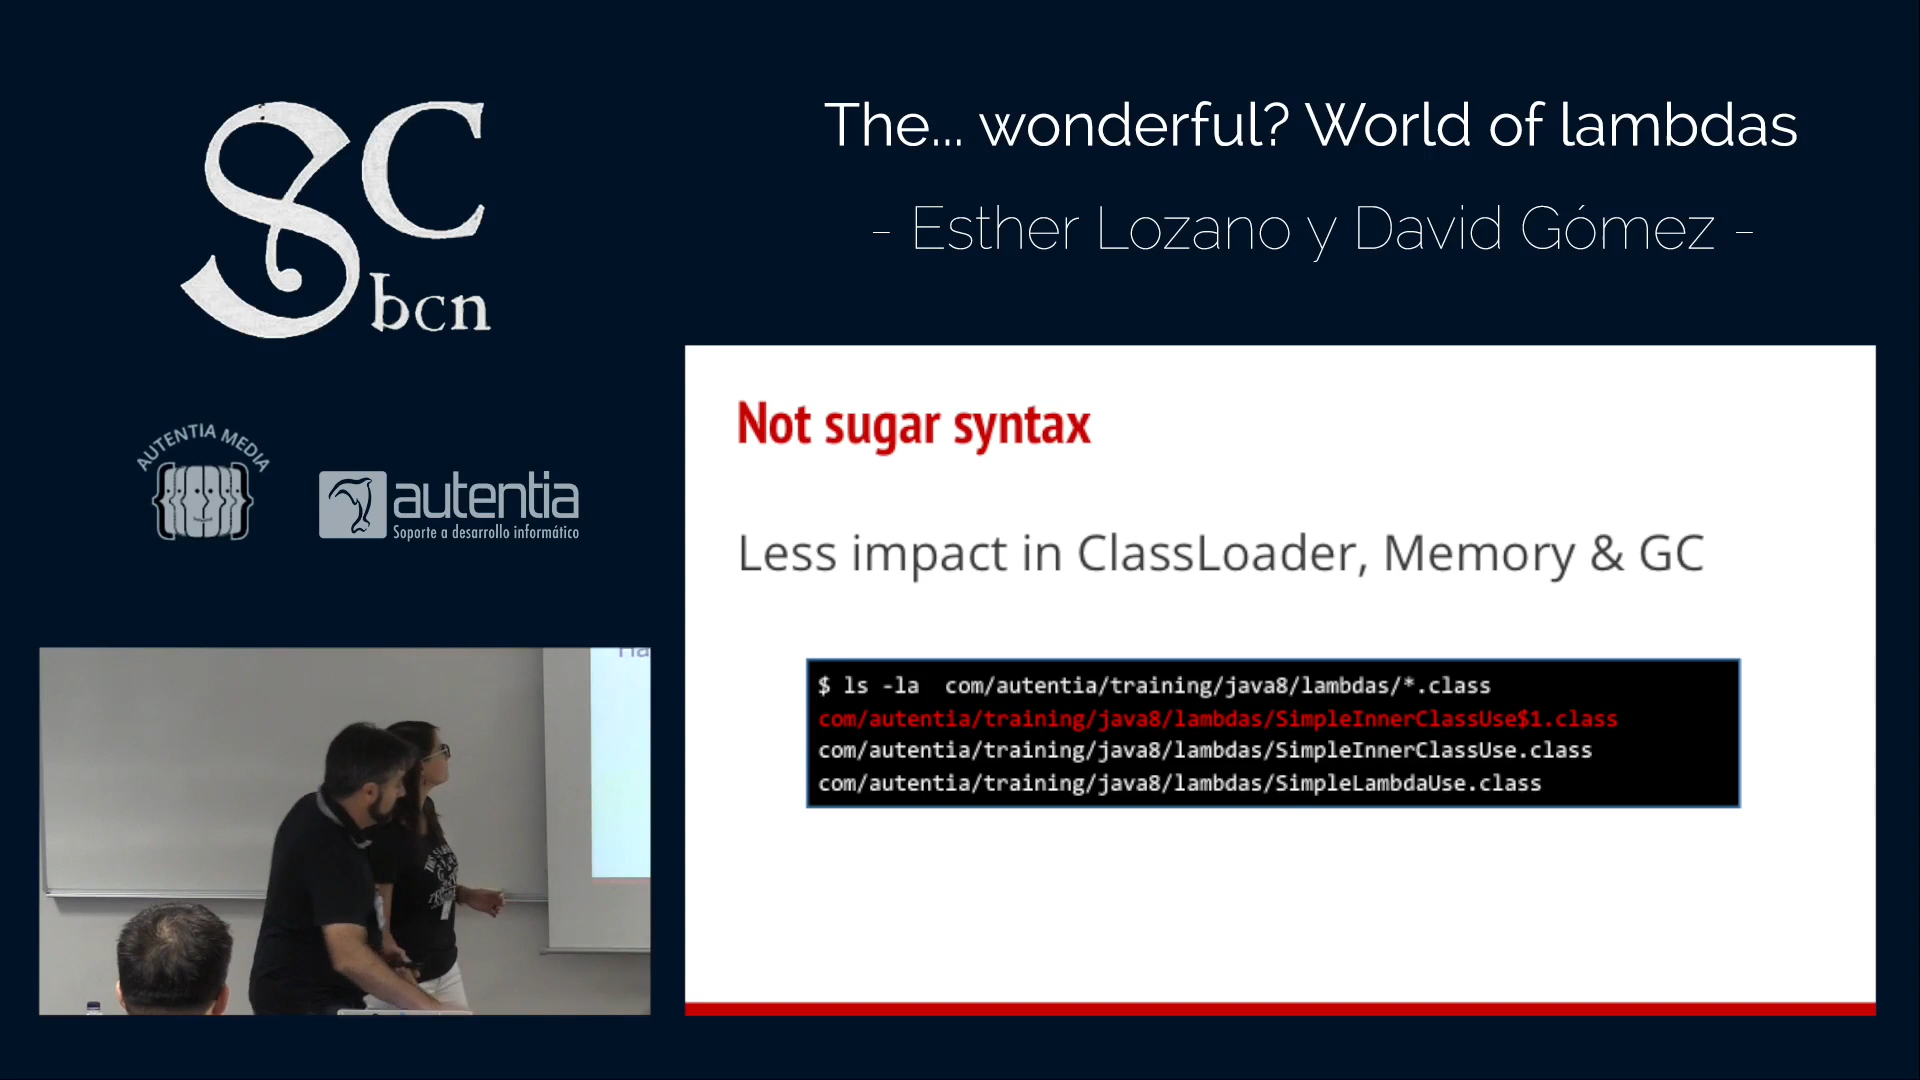 SC
bcn
The... wonderful? World of lambdas
- Esther Lozano y David Gómez -
AUTENTIA MEDIA
autentia
Soporte a desarrollo informático
Not sugar syntax
Less impact in ClassLoader, Memory & GC
$ ls -la  com/autentia/training/java8/lambdas/*.class
com/autentia/training/java8/lambdas/SimpleInnerClassUse$1.class
com/autentia/training/java8/lambdas/SimpleInnerClassUse.class
com/autentia/training/java8/lambdas/SimpleLambdaUse.class